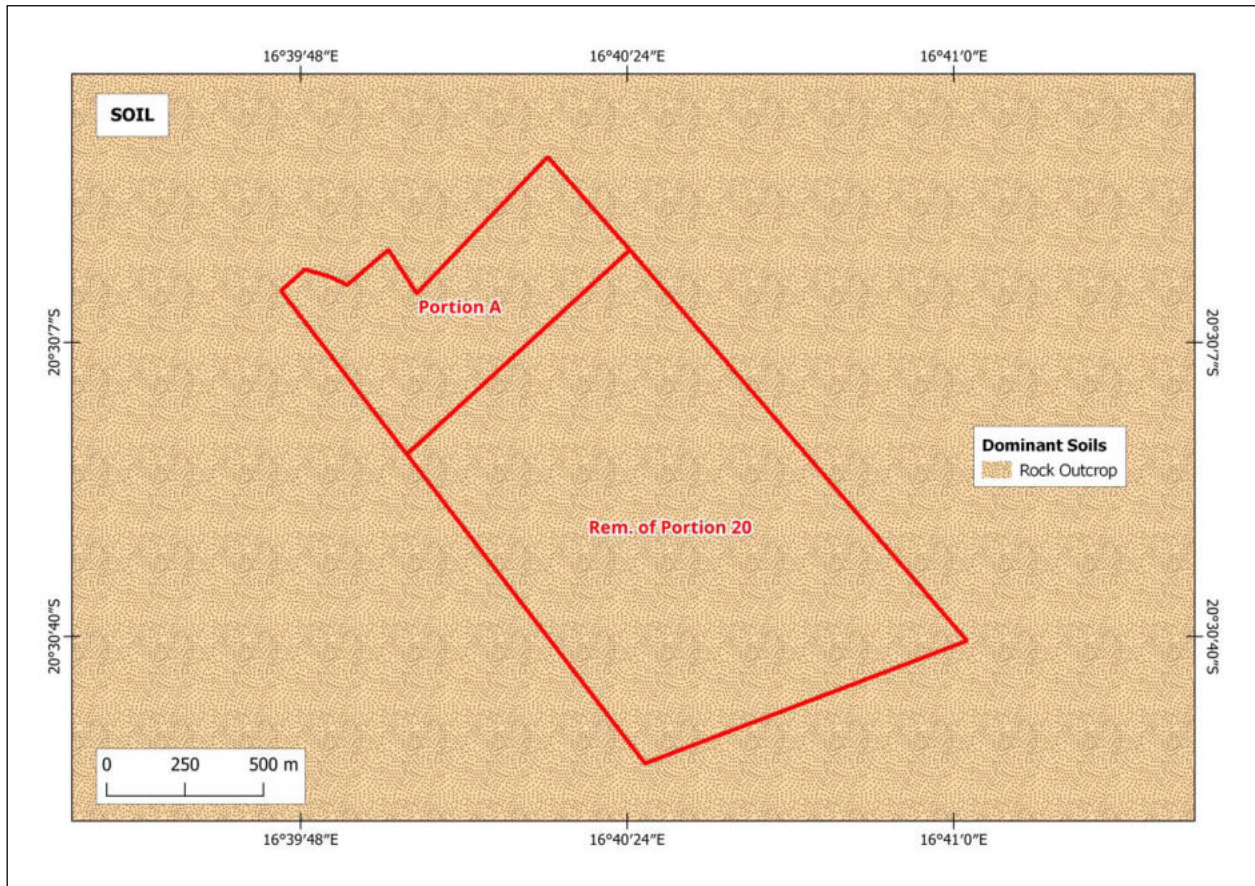 16°39′48″E 16°40′24″E 16°41′0″E
SOIL
Portion A
20°30′7″S 20°30′7″S
Dominant Soils
Rock Outcrop
Rem. of Portion 20
20°30′40″S 20°30′40″S
0 250 500 m
16°39′48″E 16°40′24″E 16°41′0″E